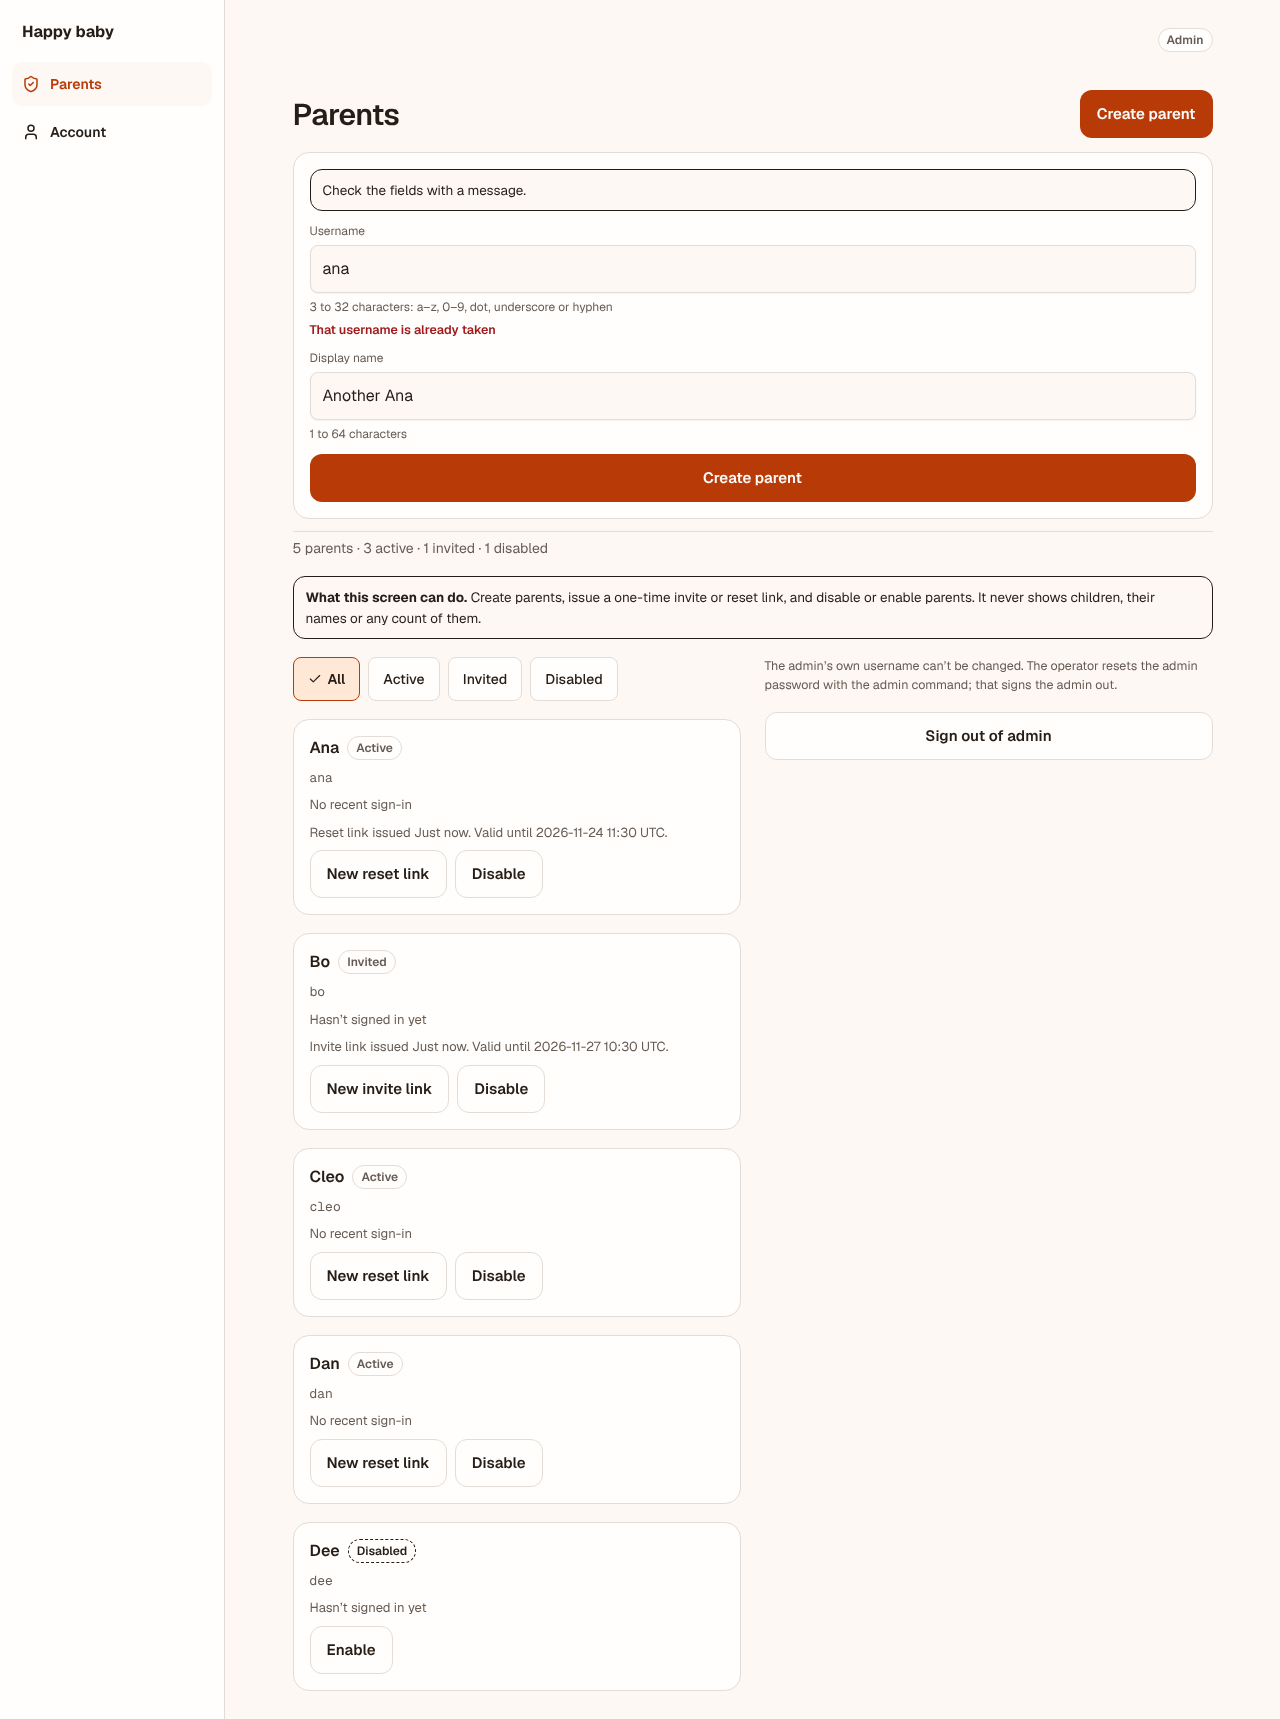 Happy baby
Parents
Account
Admin
Parents
Create parent
Check the fields with a message.
Username
ana
3 to 32 characters: a–z, 0–9, dot, underscore or hyphen
That username is already taken
Display name
Another Ana
1 to 64 characters
Create parent
5 parents · 3 active · 1 invited · 1 disabled
What this screen can do. Create parents, issue a one-time invite or reset link, and disable or enable parents. It never shows children, their
names or any count of them.
All
Active
Invited
Disabled
Ana Active
ana
No recent sign-in
Reset link issued Just now. Valid until 2026-11-24 11:30 UTC.
New reset link
Disable
Bo Invited
bo
Hasn’t signed in yet
Invite link issued Just now. Valid until 2026-11-27 10:30 UTC.
New invite link
Disable
Cleo Active
cleo
No recent sign-in
New reset link
Disable
Dan Active
dan
No recent sign-in
New reset link
Disable
Dee Disabled
dee
Hasn’t signed in yet
Enable
The admin’s own username can’t be changed. The operator resets the admin
password with the admin command; that signs the admin out.
Sign out of admin